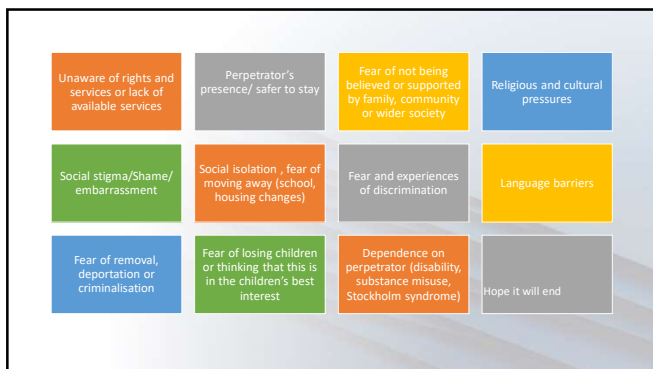 Unaware of rights and
services or lack of
available services
Perpetrator's
presence/ safer to stay
Fear of not being
believed or supported
by family, community
or wider society
Religious and cultural
pressures
Social stigma/Shame/
embarrassment
Social isolation , fear of
moving away (school,
housing changes)
Fear and experiences
of discrimination
Language barriers
Fear of removal,
deportation or
criminalisation
Fear of losing children
or thinking that this is
in the children's best
interest
Dependence on
perpetrator (disability,
substance misuse,
Stockholm syndrome)
Hope it will end